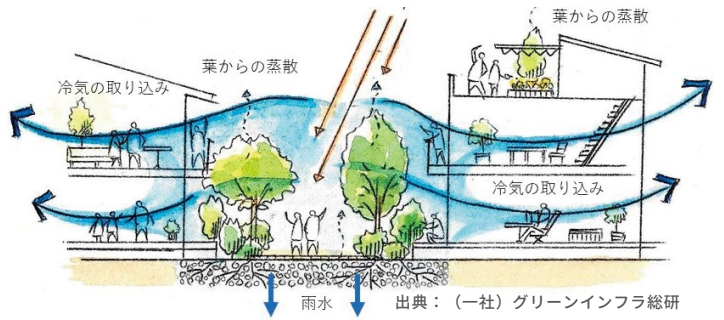 葉からの蒸散
葉からの蒸散
冷気の取り込み
冷気の取り込み
雨水
出典：（一社）グリーンインフラ総研